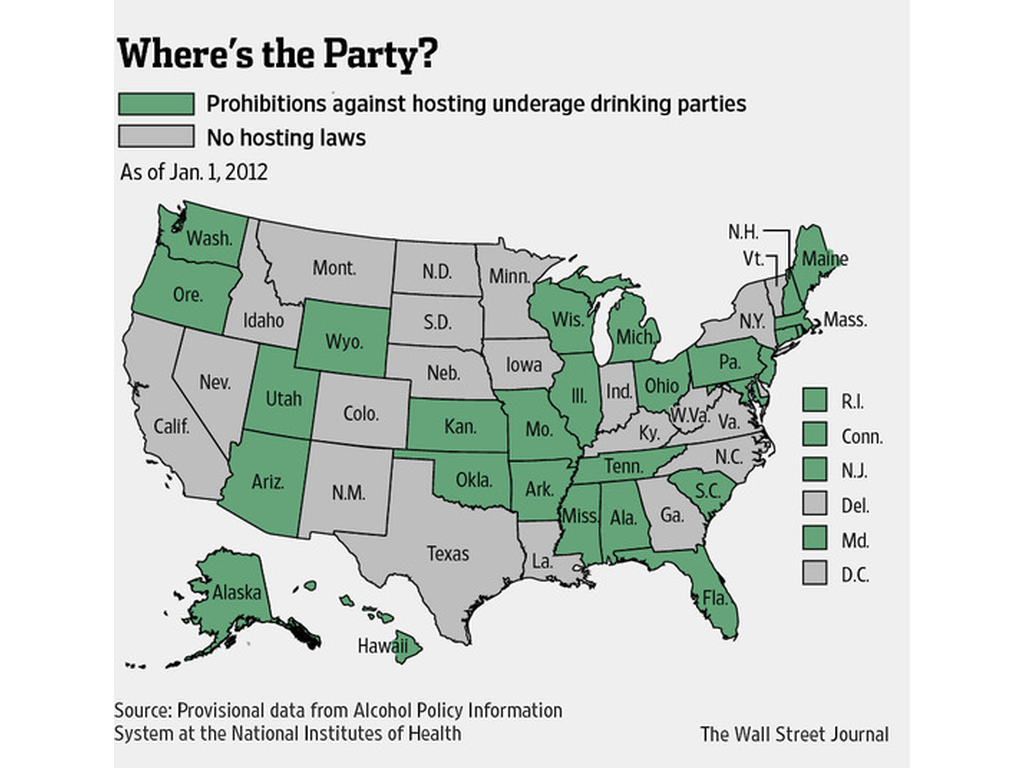 Where's the Party?
Prohibitions against hosting underage drinking parties
No hosting laws
As of Jan. 1, 2012
Wash.
Ore.
Idaho
Mont.
N.D.
Minn.
S.D.
Wyo.
Neb.
Iowa
Wis.
Mich.
N.H.
Vt.
Maine
N.Y.
Mass.
Nev.
Utah
Colo.
Calif.
Kan.
Mo.
Ill.
Ind.
Ohio
Pa.
W.Va.
Va.
Ky.
N.C.
Tenn.
Ariz.
N.M.
Okla.
Ark.
S.C.
Miss.
Ala.
Ga.
Texas
La.
Fla.
Alaska
Hawaii
R.I.
Conn.
N.J.
Del.
Md.
D.C.
Source: Provisional data from Alcohol Policy Information
System at the National Institutes of Health
The Wall Street Journal